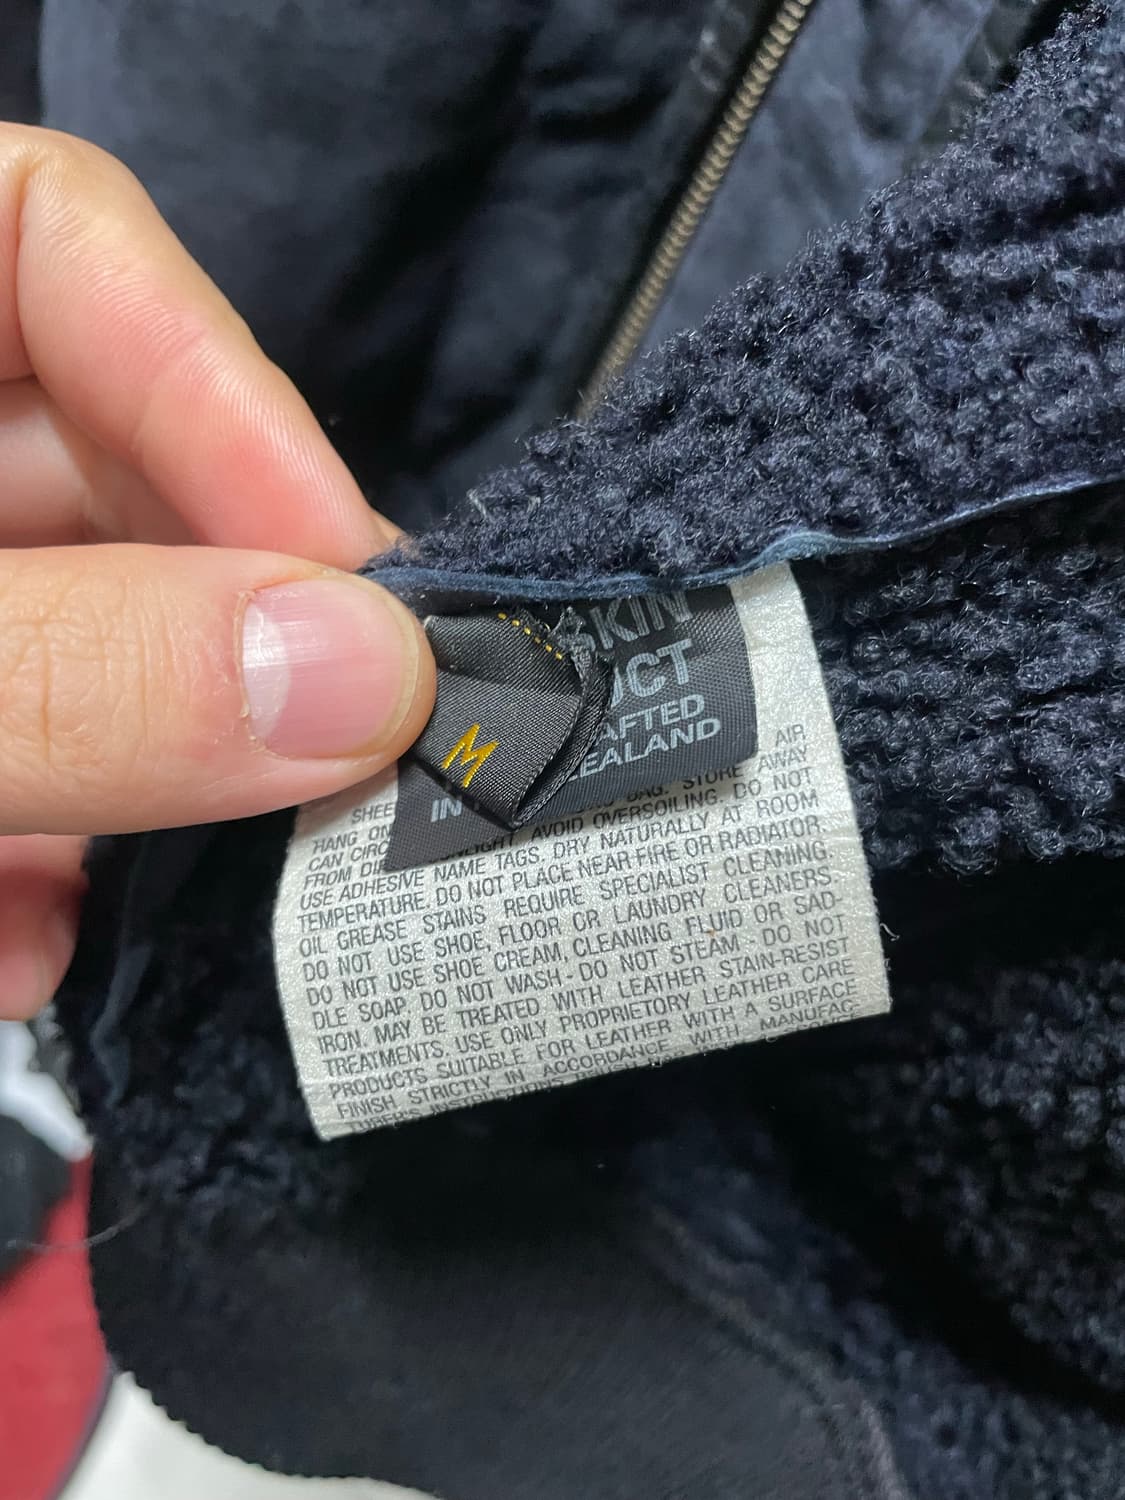 SKIN
UCT
AFTED
IN EALAND
M
SHEE AIR
HANG ON BAG. STORE AWAY
CAN CIRC AVOID OVERSOILING. DO NOT
FROM DI USE ADHESIVE NAME TAGS. DRY NATURALLY AT ROOM
TEMPERATURE. DO NOT PLACE NEAR FIRE OR RADIATOR.
OIL GREASE STAINS REQUIRE SPECIALIST CLEANING.
DO NOT USE SHOE, FLOOR OR LAUNDRY CLEANERS.
DO NOT USE SHOE CREAM, CLEANING FLUID OR SAD-
DLE SOAP. DO NOT WASH - DO NOT STEAM - DO NOT
IRON. MAY BE TREATED WITH LEATHER STAIN-RESIST
TREATMENTS. USE ONLY PROPRIETORY LEATHER CARE
PRODUCTS SUITABLE FOR LEATHER WITH A SURFACE
FINISH STRICTLY IN ACCORDANCE WITH MANUFAC
TURER'S INSTRUCTIONS.